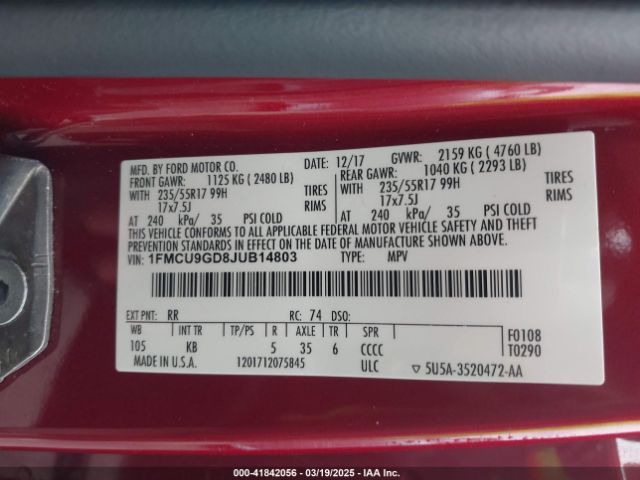 MFD. BY FORD MOTOR CO. DATE: 12/17 GVWR: 2159 KG ( 4760 LB)
FRONT GAWR: 1125 KG ( 2480 LB) REAR GAWR: 1040 KG ( 2293 LB)
WITH 235/55R17 99H TIRES WITH 235/55R17 99H TIRES
17x7.5J RIMS 17x7.5J RIMS
AT 240 kPa/ 35 PSI COLD AT 240 kPa/ 35 PSI COLD
THIS VEHICLE CONFORMS TO ALL APPLICABLE FEDERAL MOTOR VEHICLE SAFETY AND THEFT
PREVENTION STANDARDS IN EFFECT ON THE DATE OF MANUFACTURE SHOWN ABOVE.
VIN: 1FMCU9GD8JUB14803 TYPE: MPV
EXT PNT: RR RC: 74 DSO:
WB INT TR TP/PS R AXLE TR SPR F0108
105 KB 5 35 6 CCCC T0290
MADE IN U.S.A. 1201712075845 ULC ▽ 5U5A-3520472-AA
Stock: 41842056 — 03/19/2025 — IAA Inc.